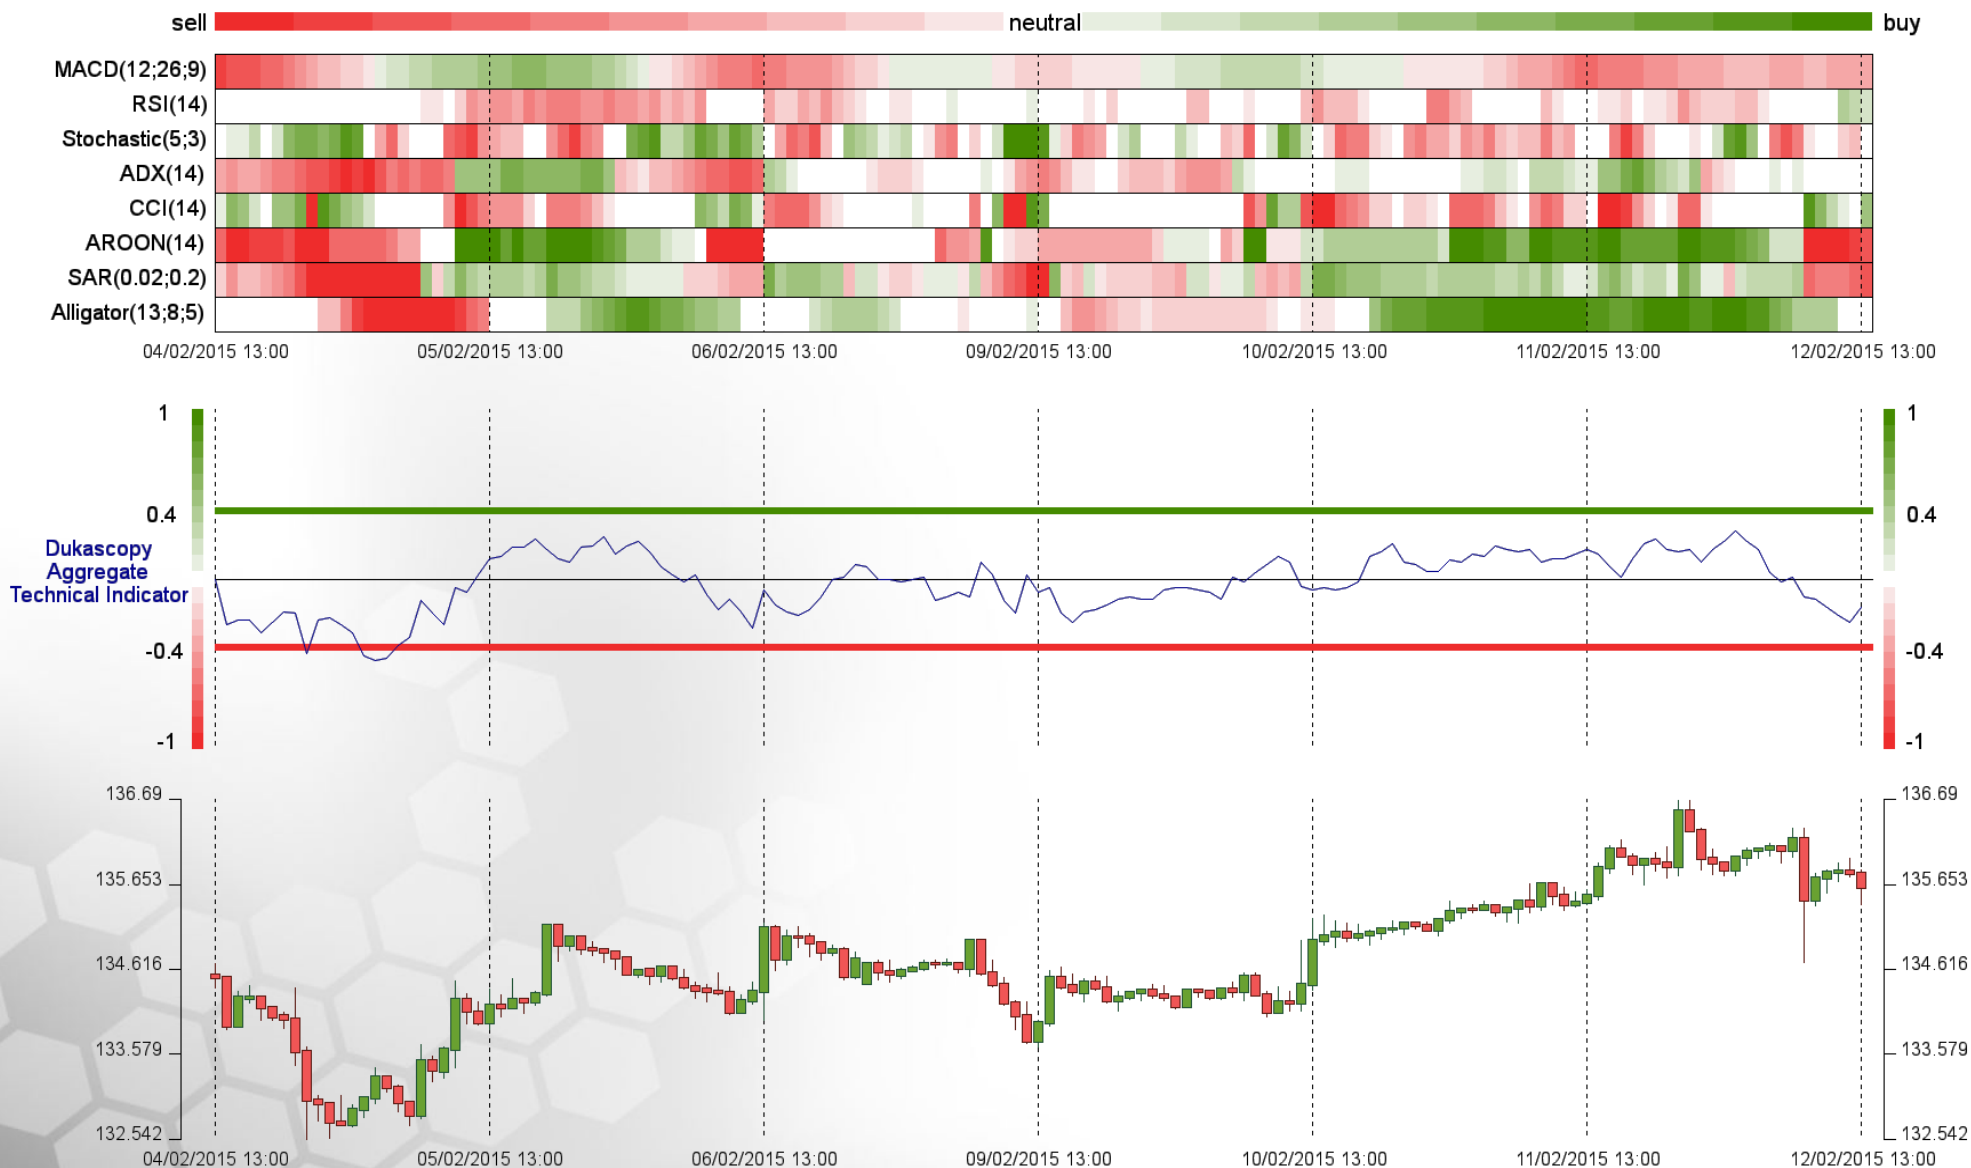 sell neutral buy
MACD(12;26;9)
RSI(14)
Stochastic(5;3)
ADX(14)
CCI(14)
AROON(14)
SAR(0.02;0.2)
Alligator(13;8;5)
04/02/2015 13:00 05/02/2015 13:00 06/02/2015 13:00 09/02/2015 13:00 10/02/2015 13:00 11/02/2015 13:00 12/02/2015 13:00
1 1
0.4 0.4
Dukascopy
Aggregate
Technical Indicator
-0.4 -0.4
-1 -1
136.69 136.69
135.653 135.653
134.616 134.616
133.579 133.579
132.542 132.542
04/02/2015 13:00 05/02/2015 13:00 06/02/2015 13:00 09/02/2015 13:00 10/02/2015 13:00 11/02/2015 13:00 12/02/2015 13:00